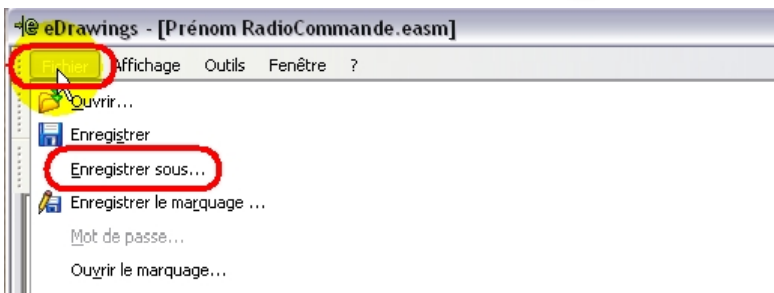 eDrawings - [Prénom RadioCommande.easm]
Fichier Affichage Outils Fenêtre ?
Ouvrir...
Enregistrer
Enregistrer sous...
Enregistrer le marquage ...
Mot de passe...
Ouvrir le marquage...